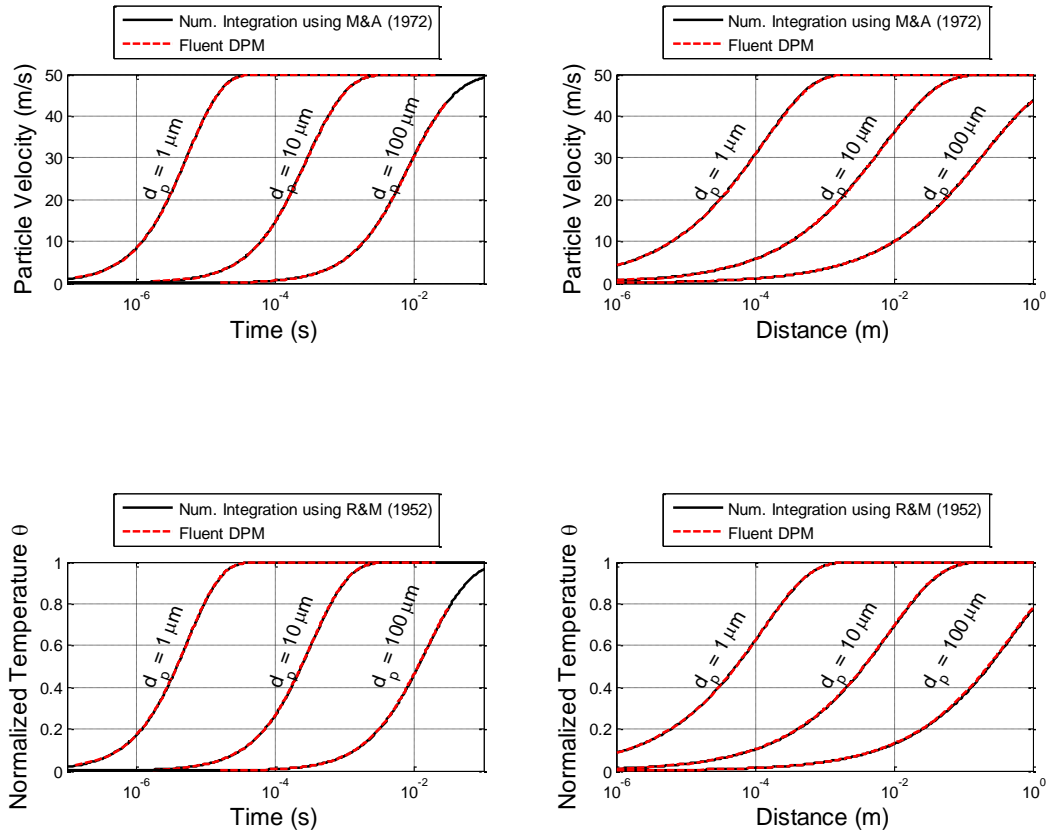 Num. Integration using M&A (1972)
Fluent DPM
Particle Velocity (m/s)
50
40
30
20
10
0
d_p = 1 μm
d_p = 10 μm
d_p = 100 μm
10^-6
10^-4
10^-2
Time (s)
Num. Integration using M&A (1972)
Fluent DPM
Particle Velocity (m/s)
50
40
30
20
10
0
d_p = 1 μm
d_p = 10 μm
d_p = 100 μm
10^-6
10^-4
10^-2
10^0
Distance (m)
Num. Integration using R&M (1952)
Fluent DPM
Normalized Temperature θ
1
0.8
0.6
0.4
0.2
0
d_p = 1 μm
d_p = 10 μm
d_p = 100 μm
10^-6
10^-4
10^-2
Time (s)
Num. Integration using R&M (1952)
Fluent DPM
Normalized Temperature θ
1
0.8
0.6
0.4
0.2
0
d_p = 1 μm
d_p = 10 μm
d_p = 100 μm
10^-6
10^-4
10^-2
10^0
Distance (m)